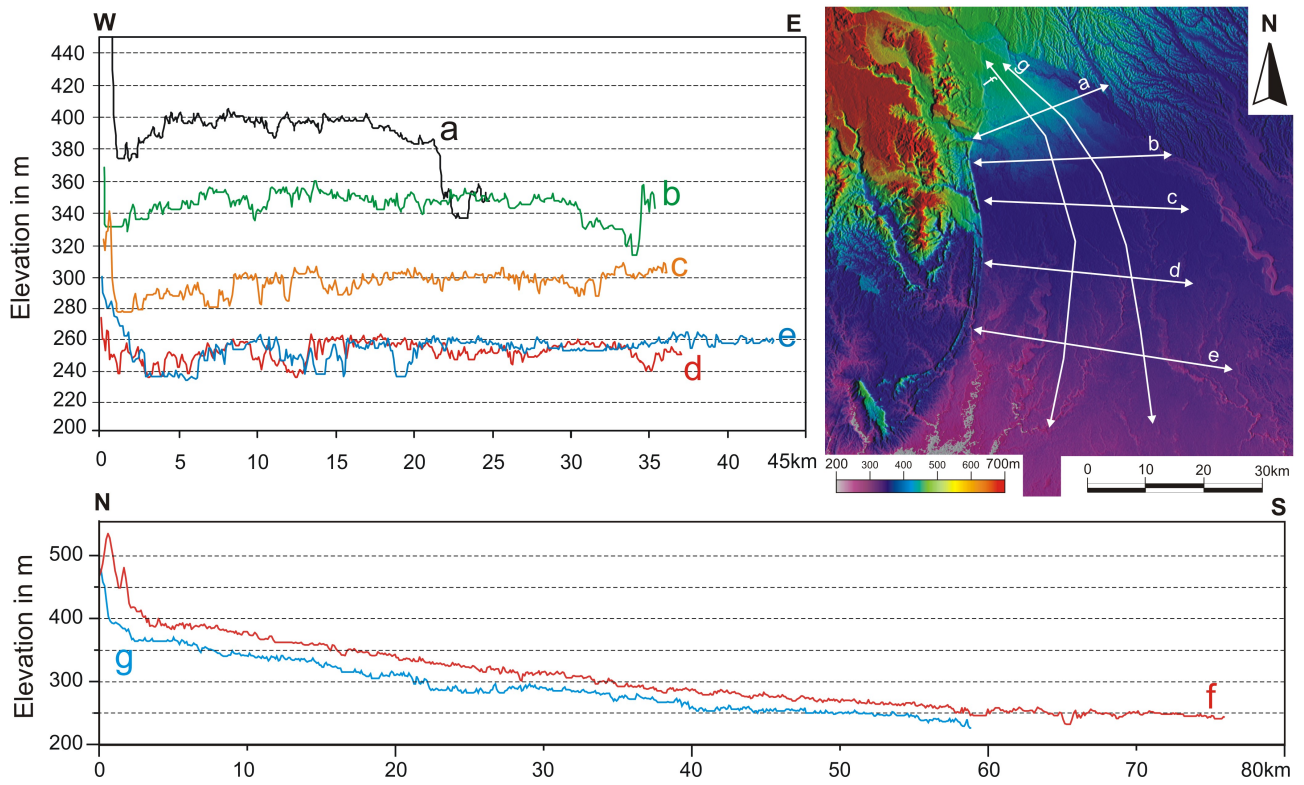 W
E
Elevation in m
440
420
400
380
360
340
320
300
280
260
240
220
200
a
b
c
e
d
0
5
10
15
20
25
30
35
40
45km
N
f
g
a
b
c
d
e
200 300 400 500 600 700m
0 10 20 30km
N
S
Elevation in m
500
400
300
200
g
f
0
10
20
30
40
50
60
70
80km